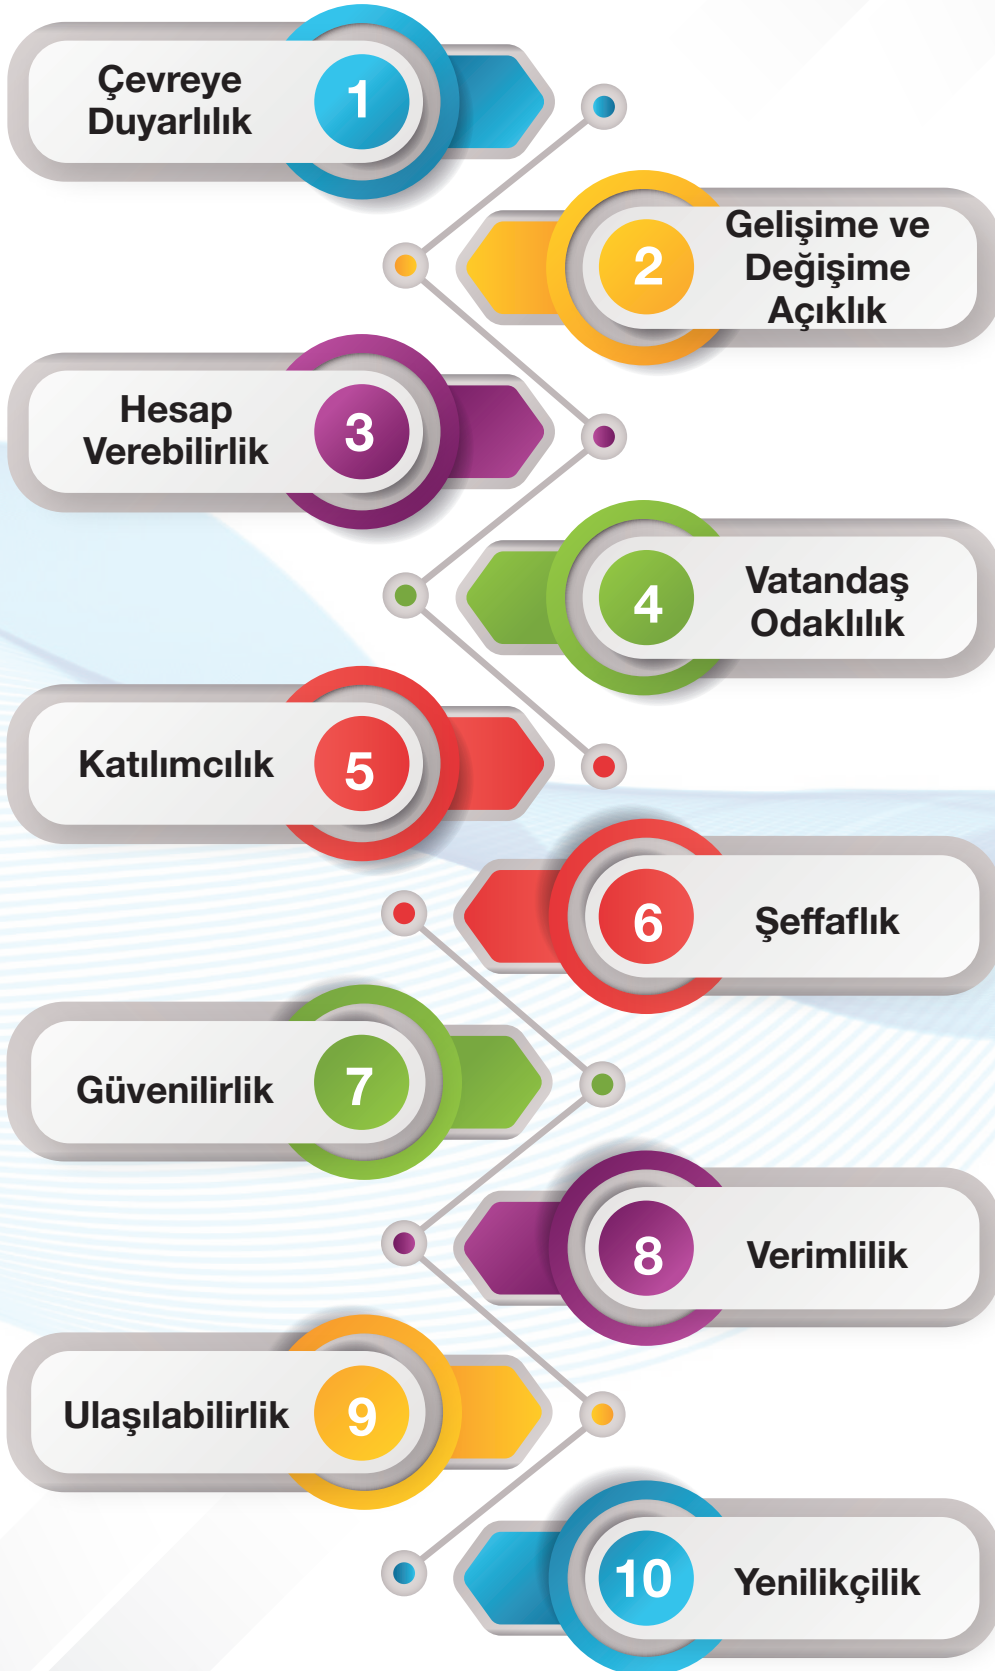 Çevreye
Duyarlılık
1
2
Gelişime ve
Değişime
Açıklık
Hesap
Verebilirlik
3
4
Vatandaş
Odaklılık
Katılımcılık
5
6
Şeffaflık
Güvenilirlik
7
8
Verimlilik
Ulaşılabilirlik
9
10
Yenilikçilik